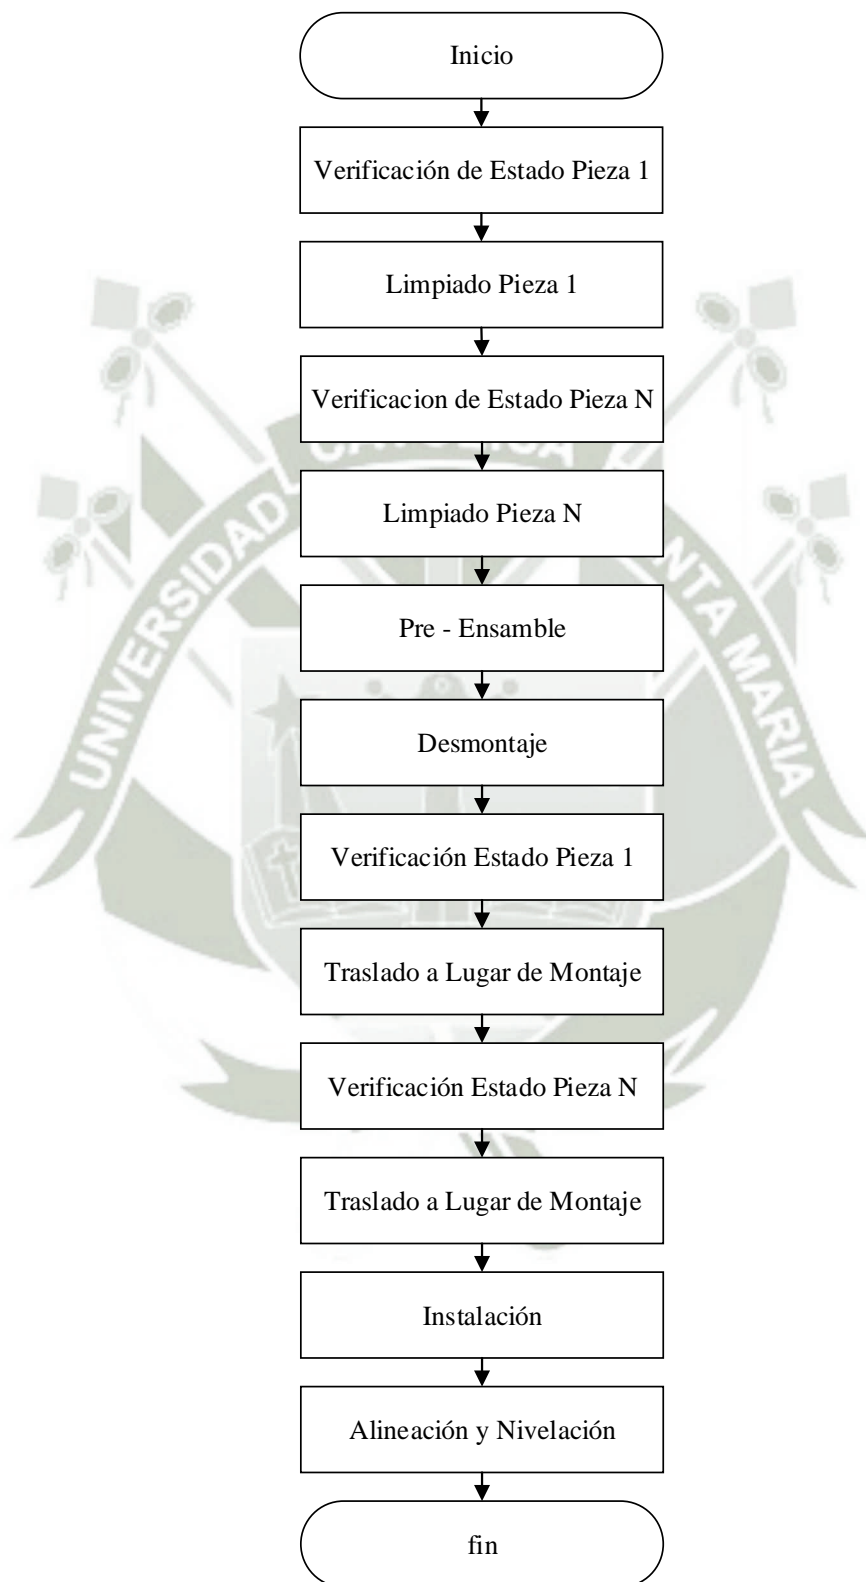 Inicio
Verificación de Estado Pieza 1
Limpiado Pieza 1
Verificacion de Estado Pieza N
Limpiado Pieza N
Pre - Ensamble
Desmontaje
Verificación Estado Pieza 1
Traslado a Lugar de Montaje
Verificación Estado Pieza N
Traslado a Lugar de Montaje
Instalación
Alineación y Nivelación
fin
UNIVERSIDAD CATOLICA NTA MARIA